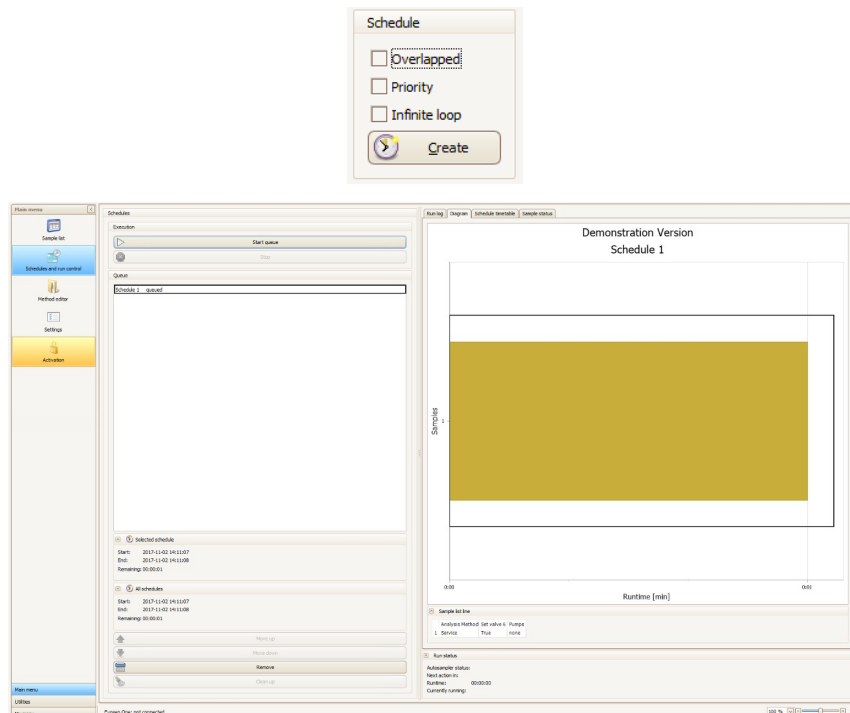 Schedule
Overlapped
Priority
Infinite loop
Create
Main menu
Sample list
Schedules and run control
Method editor
Settings
Activation
Main menu
Utilities
Schedules
Execution
Start queue
Stop
Queue
Schedule 1 queued
Selected schedule
Start: 2017-11-02 14:11:07
End: 2017-11-02 14:11:08
Remaining: 00:00:01
All schedules
Start: 2017-11-02 14:11:07
End: 2017-11-02 14:11:08
Remaining: 00:00:01
Move up
Move down
Remove
Run log Diagram Schedule timetable Sample status
Demonstration Version
Schedule 1
Samples
1
0:00 0:01
Runtime [min]
Sample list line
Analysis Method Set valve 6 Pumps
1 Service True none
Run status
Autosampler status:
Next action in:
Runtime: 00:00:00
Currently running:
100 %